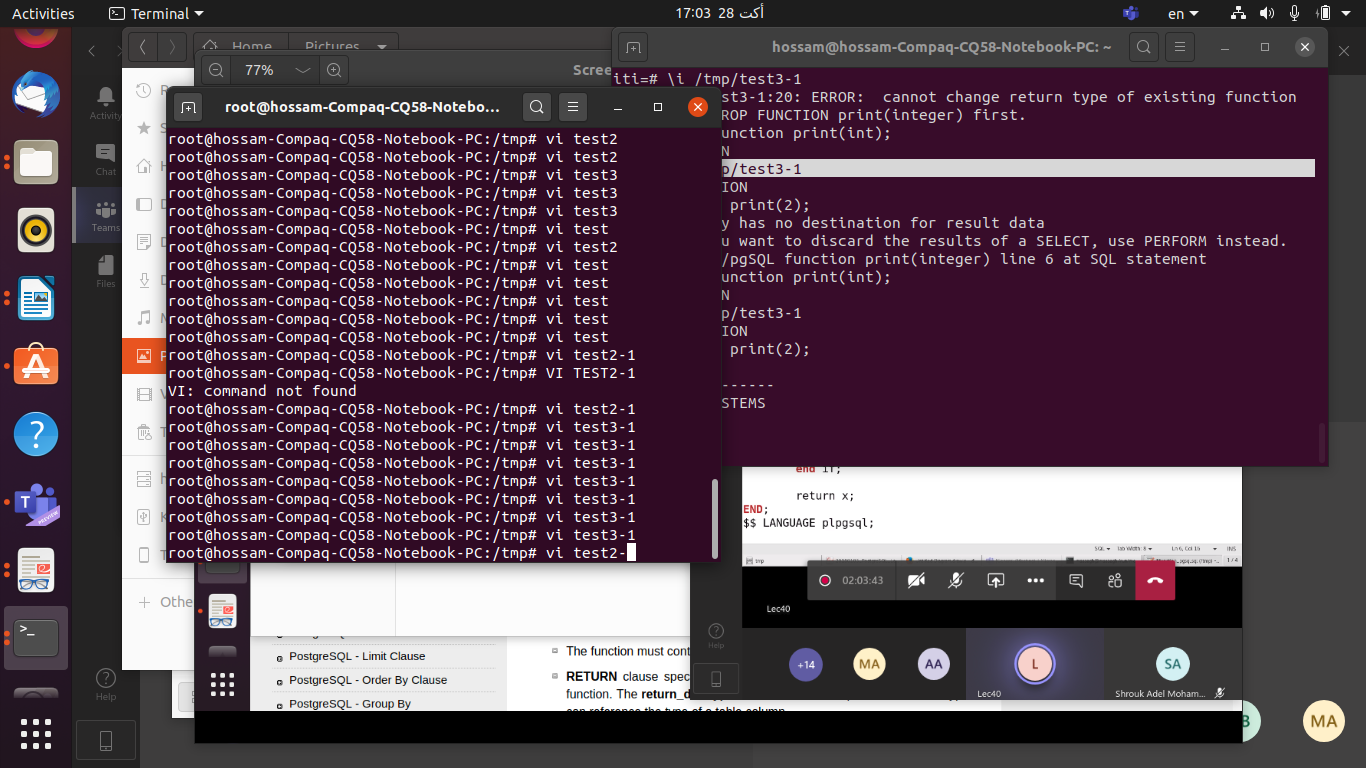 Activities
Terminal
17:03 28 أكت
en
Home
Pictures
77%
Scree
hossam@hossam-Compaq-CQ58-Notebook-PC: ~
iti=# \i /tmp/test3-1
st3-1:20: ERROR:  cannot change return type of existing function
ROP FUNCTION print(integer) first.
unction print(int);
N
p/test3-1
ION
print(2);
y has no destination for result data
u want to discard the results of a SELECT, use PERFORM instead.
/pgSQL function print(integer) line 6 at SQL statement
unction print(int);
N
p/test3-1
ION
print(2);
------
STEMS
root@hossam-Compaq-CQ58-Notebo...
root@hossam-Compaq-CQ58-Notebook-PC:/tmp# vi test2
root@hossam-Compaq-CQ58-Notebook-PC:/tmp# vi test2
root@hossam-Compaq-CQ58-Notebook-PC:/tmp# vi test3
root@hossam-Compaq-CQ58-Notebook-PC:/tmp# vi test3
root@hossam-Compaq-CQ58-Notebook-PC:/tmp# vi test3
root@hossam-Compaq-CQ58-Notebook-PC:/tmp# vi test
root@hossam-Compaq-CQ58-Notebook-PC:/tmp# vi test2
root@hossam-Compaq-CQ58-Notebook-PC:/tmp# vi test
root@hossam-Compaq-CQ58-Notebook-PC:/tmp# vi test
root@hossam-Compaq-CQ58-Notebook-PC:/tmp# vi test
root@hossam-Compaq-CQ58-Notebook-PC:/tmp# vi test
root@hossam-Compaq-CQ58-Notebook-PC:/tmp# vi test
root@hossam-Compaq-CQ58-Notebook-PC:/tmp# vi test2-1
root@hossam-Compaq-CQ58-Notebook-PC:/tmp# VI TEST2-1
VI: command not found
root@hossam-Compaq-CQ58-Notebook-PC:/tmp# vi test2-1
root@hossam-Compaq-CQ58-Notebook-PC:/tmp# vi test3-1
root@hossam-Compaq-CQ58-Notebook-PC:/tmp# vi test3-1
root@hossam-Compaq-CQ58-Notebook-PC:/tmp# vi test3-1
root@hossam-Compaq-CQ58-Notebook-PC:/tmp# vi test3-1
root@hossam-Compaq-CQ58-Notebook-PC:/tmp# vi test3-1
root@hossam-Compaq-CQ58-Notebook-PC:/tmp# vi test3-1
root@hossam-Compaq-CQ58-Notebook-PC:/tmp# vi test3-1
root@hossam-Compaq-CQ58-Notebook-PC:/tmp# vi test2-
Activity
Chat
Teams
Files
Help
Othe
end if;
return x;
END;
$$ LANGUAGE plpgsql;
02:03:43
Lec40
+14
MA
AA
L
SA
Lec40
Shrouk Adel Moham...
Help
PostgreSQL - Limit Clause
PostgreSQL - Order By Clause
PostgreSQL - Group By
The function must cont
RETURN clause spec
function. The return_d
B
MA